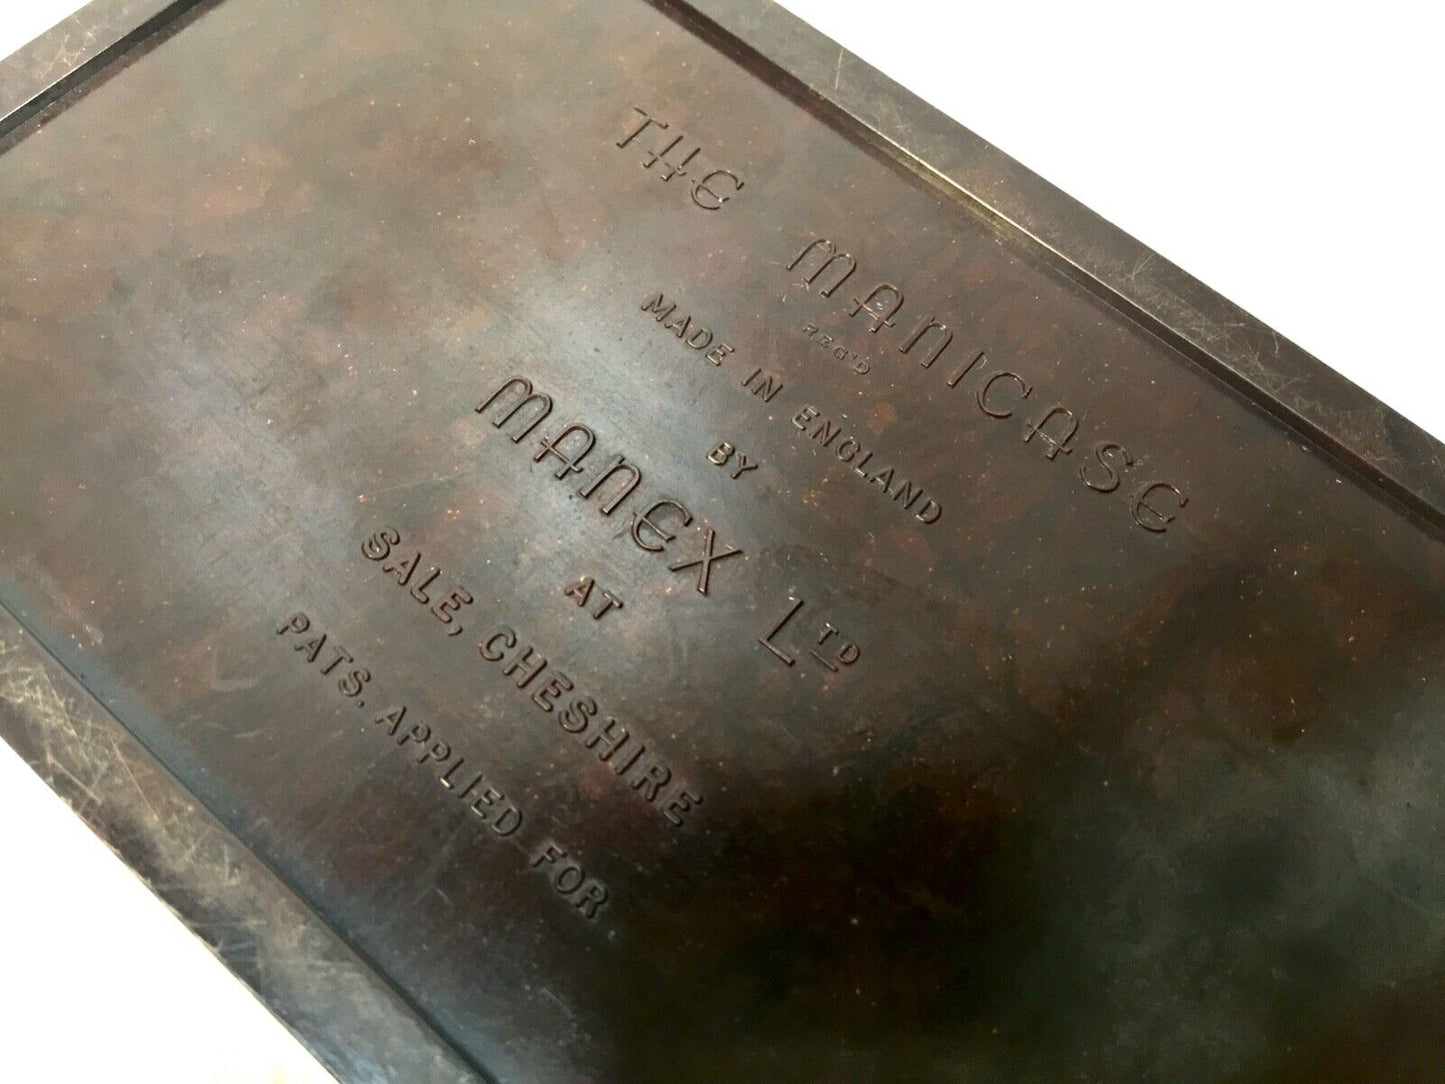 THE MANICASE
REG'D
MADE IN ENGLAND
BY
MANEX LTD
AT
SALE, CHESHIRE
PATS. APPLIED FOR.